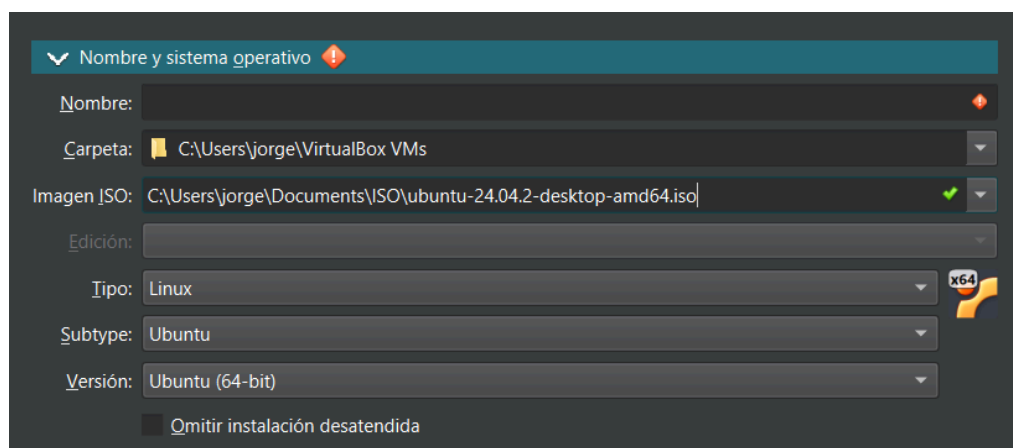 Nombre y sistema operativo
Nombre:
Carpeta: C:\Users\jorge\VirtualBox VMs
Imagen ISO: C:\Users\jorge\Documents\ISO\ubuntu-24.04.2-desktop-amd64.iso
Edición:
Tipo: Linux
x64
Subtype: Ubuntu
Versión: Ubuntu (64-bit)
Omitir instalación desatendida